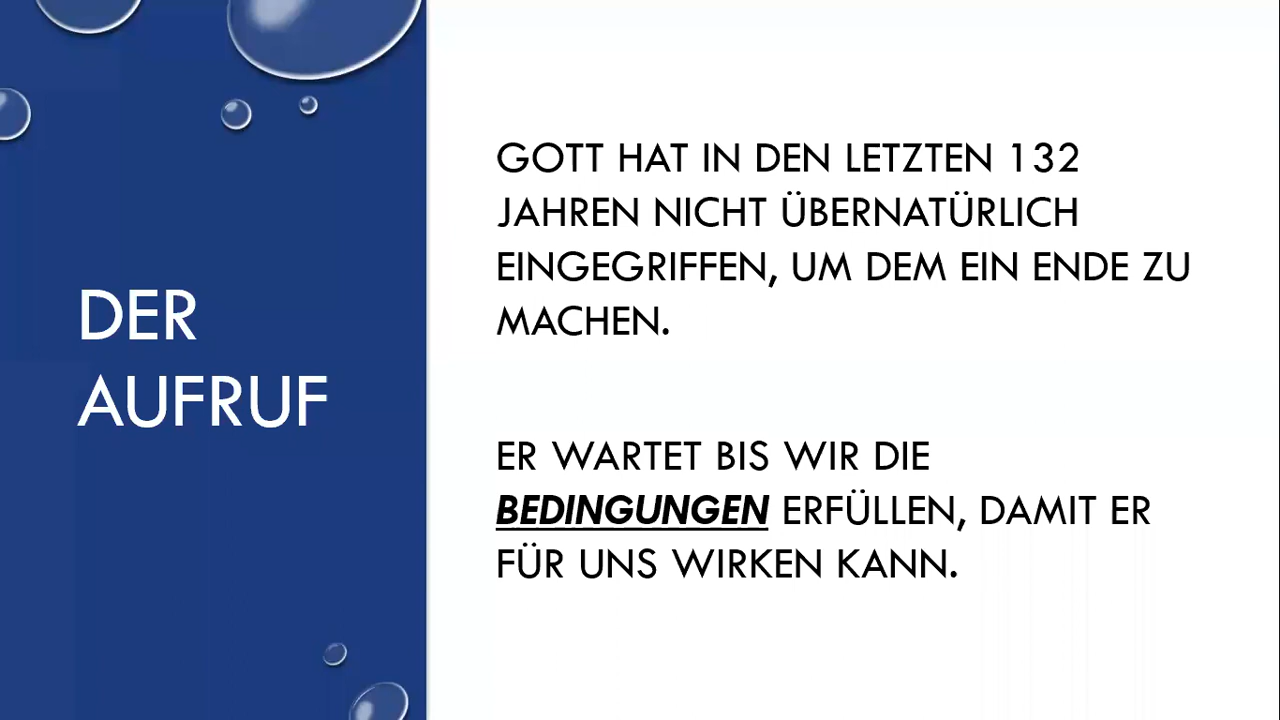 DER
AUFRUF
GOTT HAT IN DEN LETZTEN 132
JAHREN NICHT ÜBERNATÜRLICH
EINGEGRIFFEN, UM DEM EIN ENDE ZU
MACHEN.
ER WARTET BIS WIR DIE
BEDINGUNGEN ERFÜLLEN, DAMIT ER
FÜR UNS WIRKEN KANN.